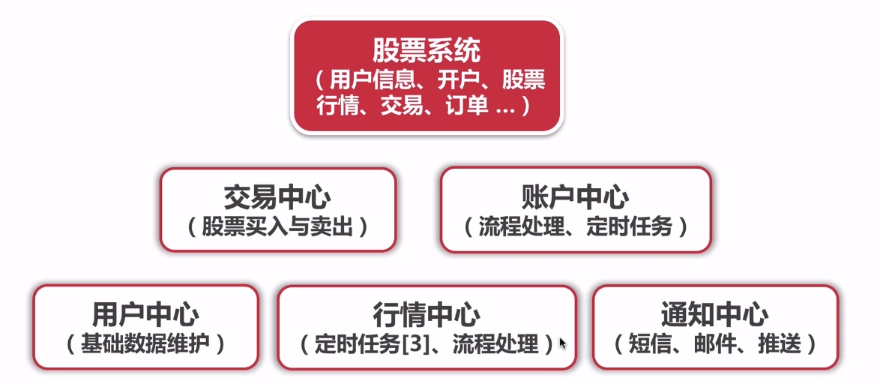 股票系统
（用户信息、开户、股票
行情、交易、订单 ...）
交易中心
（股票买入与卖出）
账户中心
（流程处理、定时任务）
用户中心
（基础数据维护）
行情中心
（定时任务[3]、流程处理）
通知中心
（短信、邮件、推送）